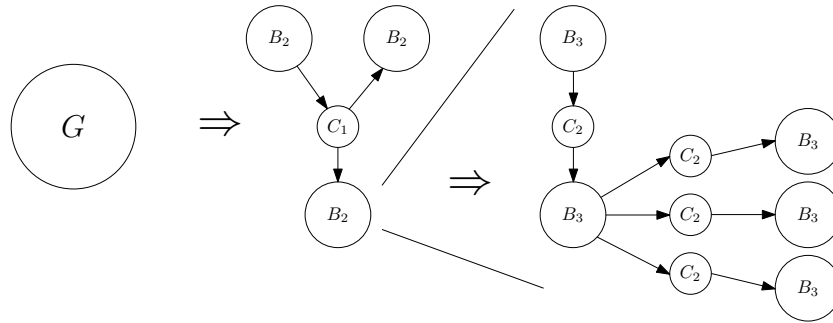 G
⇒
B₂
B₂
C₁
B₂
⇒
B₃
C₂
B₃
C₂
B₃
C₂
B₃
C₂
B₃